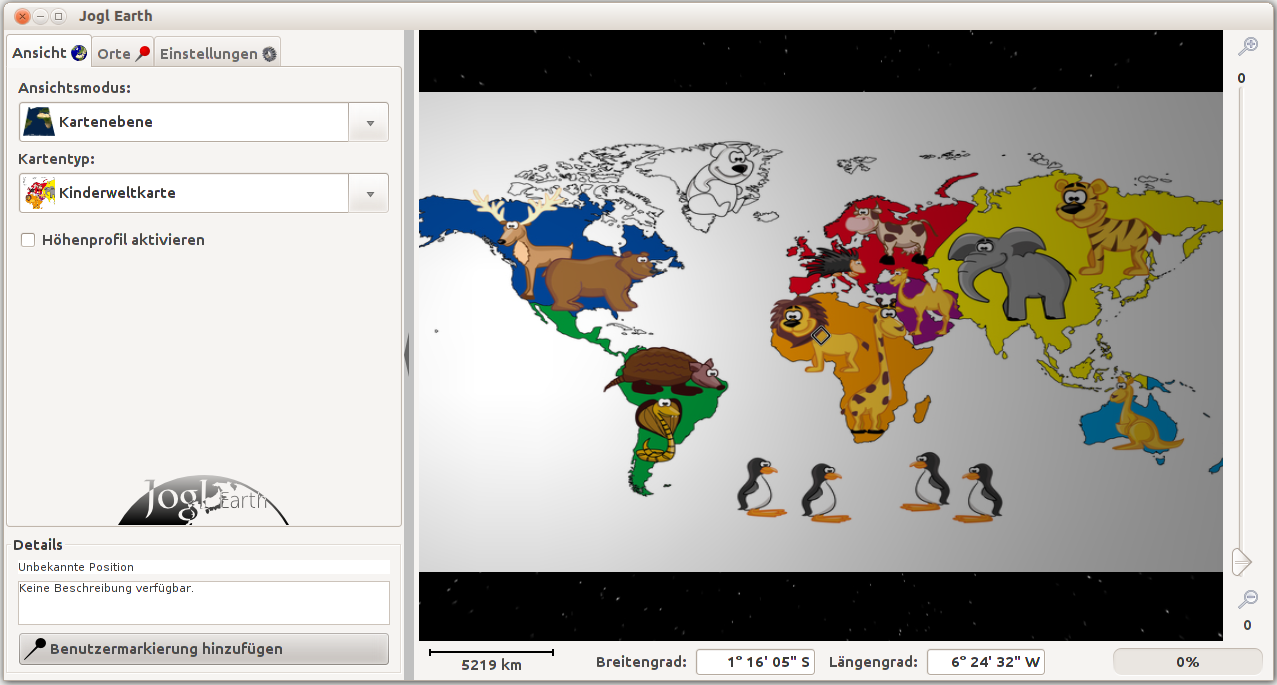 Jogl Earth
Ansicht
Orte
Einstellungen
Ansichtsmodus:
Kartenebene
Kartentyp:
Kinderweltkarte
Höhenprofil aktivieren
Jogl Earth
Details
Unbekannte Position
Keine Beschreibung verfügbar.
Benutzermarkierung hinzufügen
0
0
5219 km
Breitengrad: 1° 16' 05" S Längengrad: 6° 24' 32" W
0%